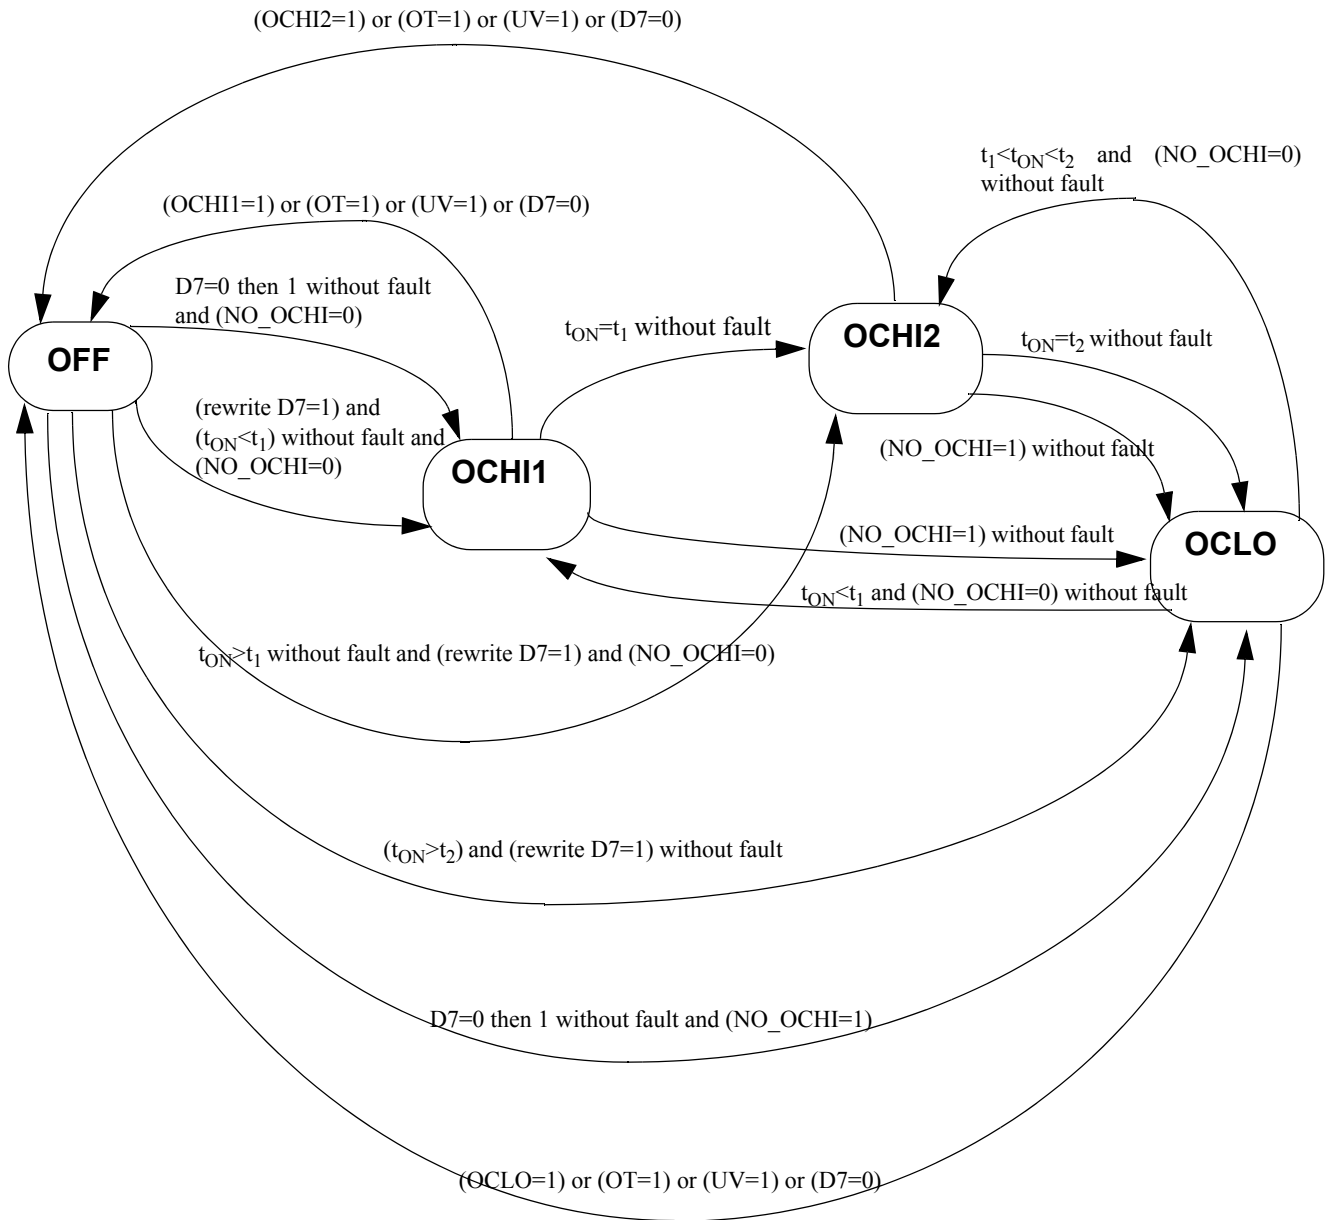 (OCHI2=1) or (OT=1) or (UV=1) or (D7=0)
t1<tON<t2 and (NO_OCHI=0)
without fault
(OCHI1=1) or (OT=1) or (UV=1) or (D7=0)
D7=0 then 1 without fault
and (NO_OCHI=0)
tON=t1 without fault
OCHI2
tON=t2 without fault
OFF
(rewrite D7=1) and
(tON<t1) without fault and
(NO_OCHI=0)
(NO_OCHI=1) without fault
OCHI1
(NO_OCHI=1) without fault
OCLO
tON<t1 and (NO_OCHI=0) without fault
tON>t1 without fault and (rewrite D7=1) and (NO_OCHI=0)
(tON>t2) and (rewrite D7=1) without fault
D7=0 then 1 without fault and (NO_OCHI=1)
(OCLO=1) or (OT=1) or (UV=1) or (D7=0)